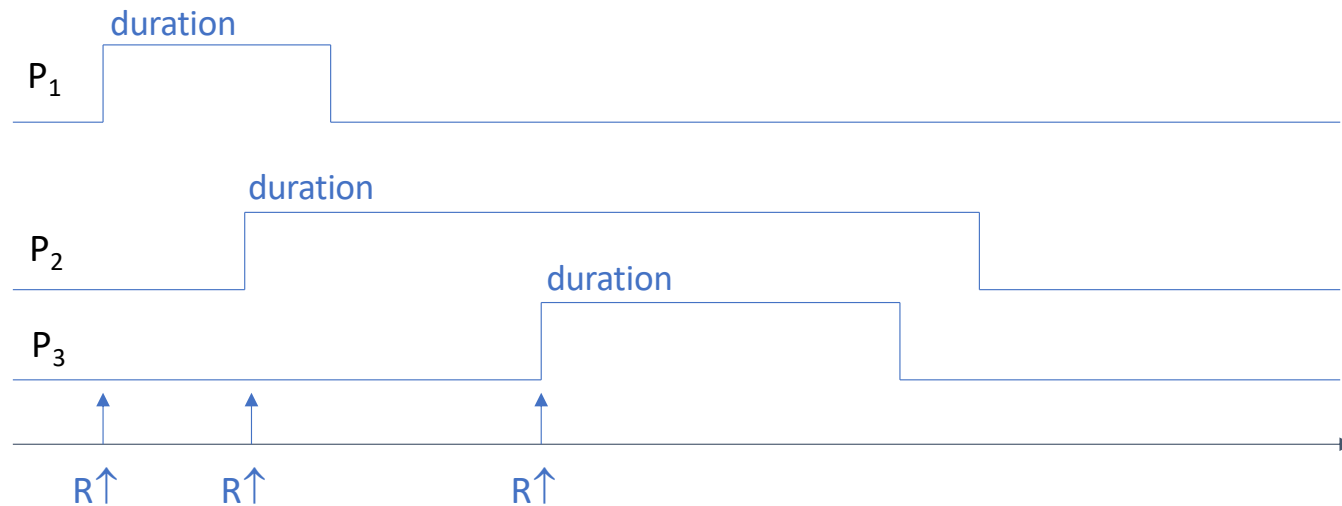 duration
P₁
duration
P₂
duration
P₃
R↑ R↑ R↑